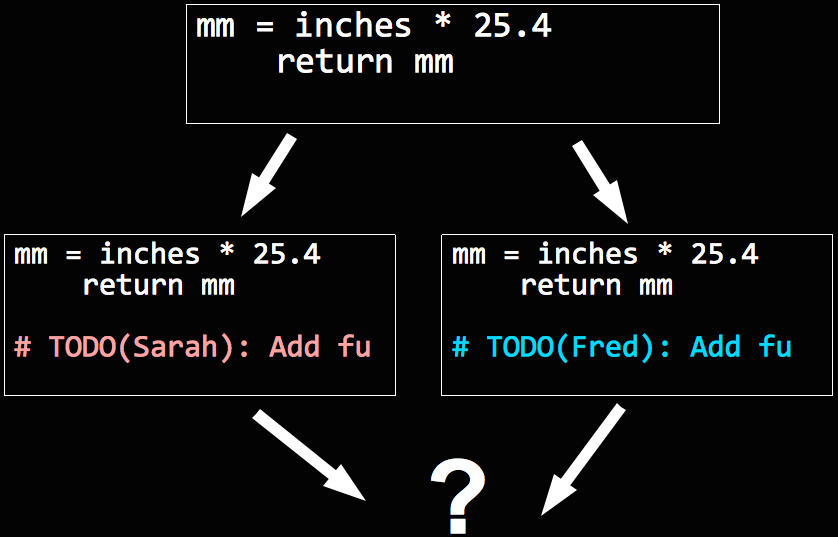 mm = inches * 25.4
return mm
mm = inches * 25.4
return mm
# TODO(Sarah): Add fu
mm = inches * 25.4
return mm
# TODO(Fred): Add fu
?